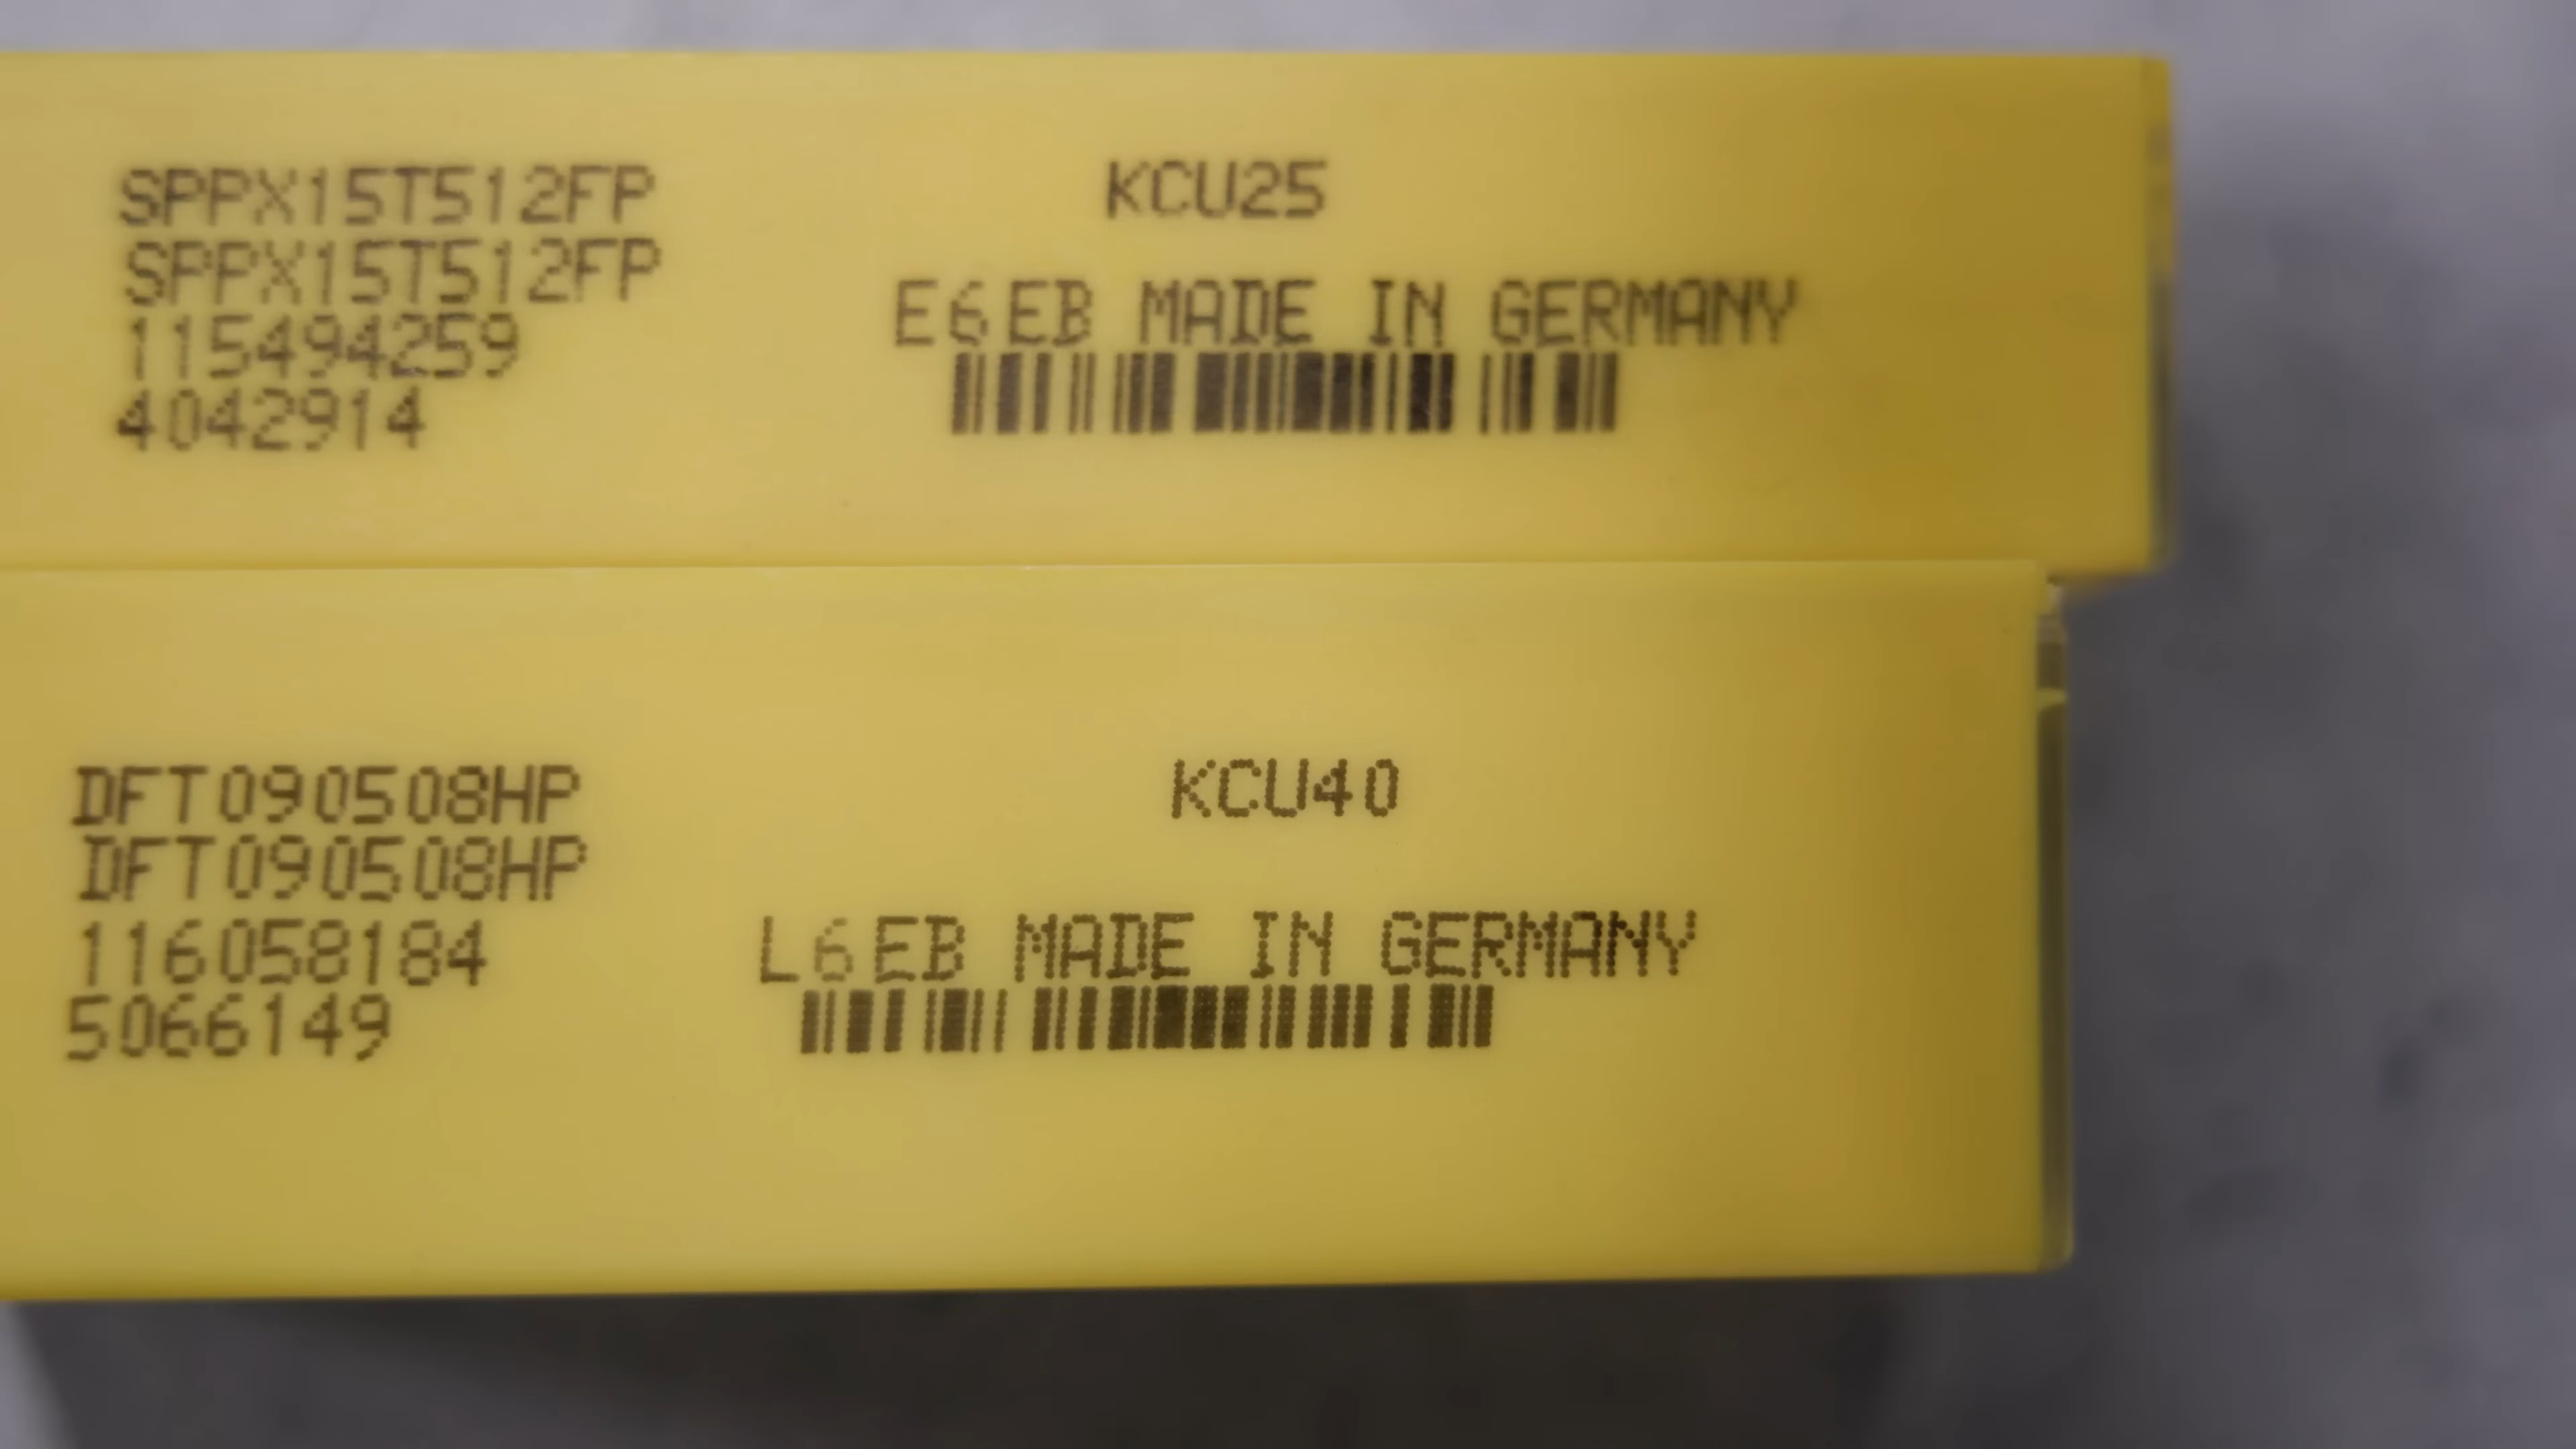 SPPX15T512FP KCU25
SPPX15T512FP
E6EB MADE IN GERMANY
115494259
4042914
DFT090508HP KCU40
DFT090508HP
116058184
L6EB MADE IN GERMANY
5066149